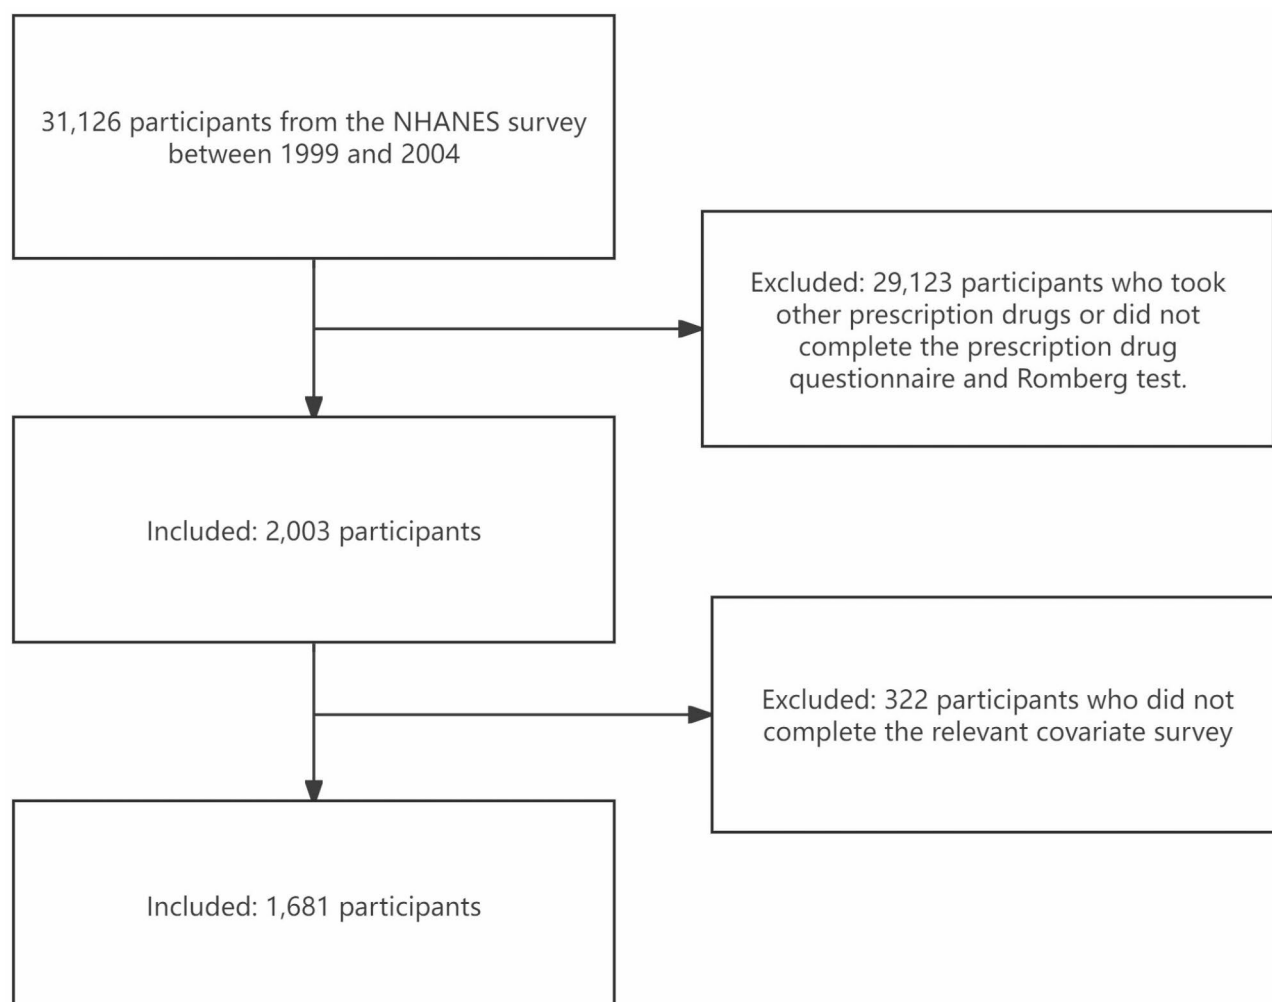 31,126 participants from the NHANES survey
between 1999 and 2004
Excluded: 29,123 participants who took
other prescription drugs or did not
complete the prescription drug
questionnaire and Romberg test.
Included: 2,003 participants
Excluded: 322 participants who did not
complete the relevant covariate survey
Included: 1,681 participants